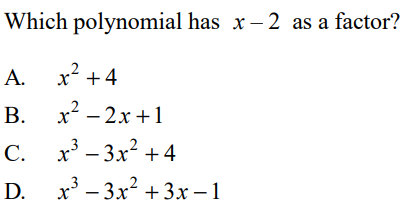 Which polynomial has x − 2 as a factor?
A. x² + 4
B. x² − 2x + 1
C. x³ − 3x² + 4
D. x³ − 3x² + 3x − 1